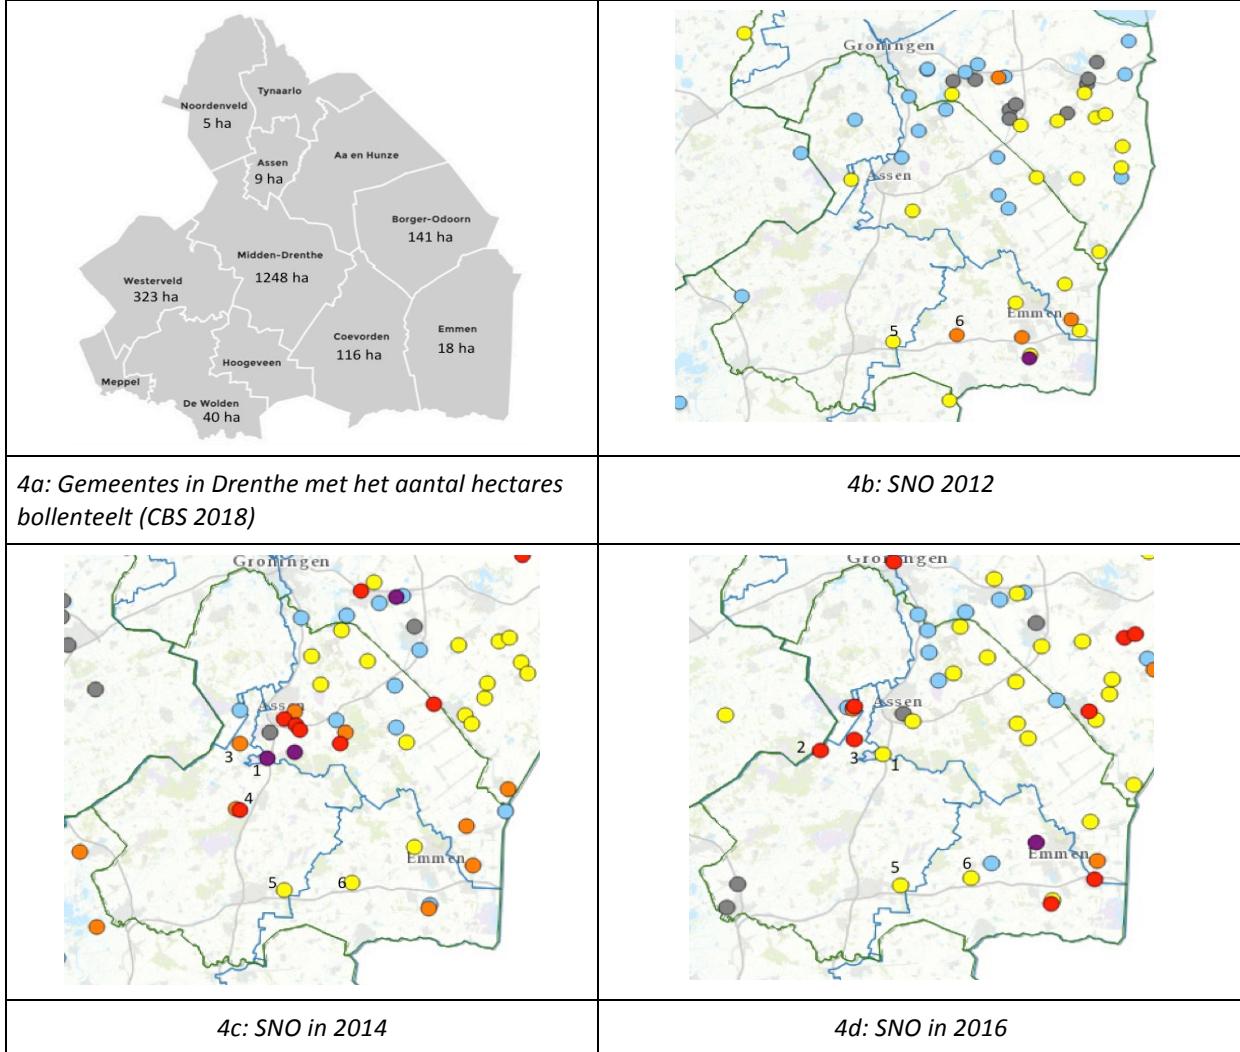 Noordenveld
5 ha
Tynaarlo
Assen
9 ha
Aa en Hunze
Borger-Odoorn
141 ha
Midden-Drenthe
1248 ha
Westerveld
323 ha
Coevorden
116 ha
Emmen
18 ha
Hoogeveen
Meppel
De Wolden
40 ha
Groningen
Assen
Emmen
5
6
4a: Gemeentes in Drenthe met het aantal hectares
bollenteelt (CBS 2018)
4b: SNO 2012
Groningen
Assen
3
1
4
Emmen
5
6
Groningen
Assen
2
3
1
Emmen
5
6
4c: SNO in 2014
4d: SNO in 2016